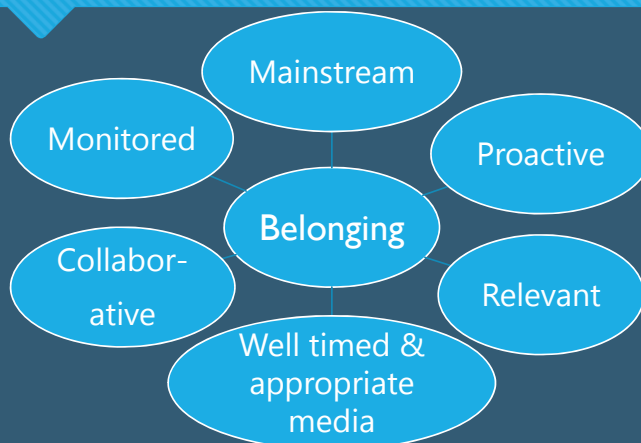 Mainstream
Monitored
Proactive
Belonging
Collabor-
ative
Relevant
Well timed &
appropriate
media